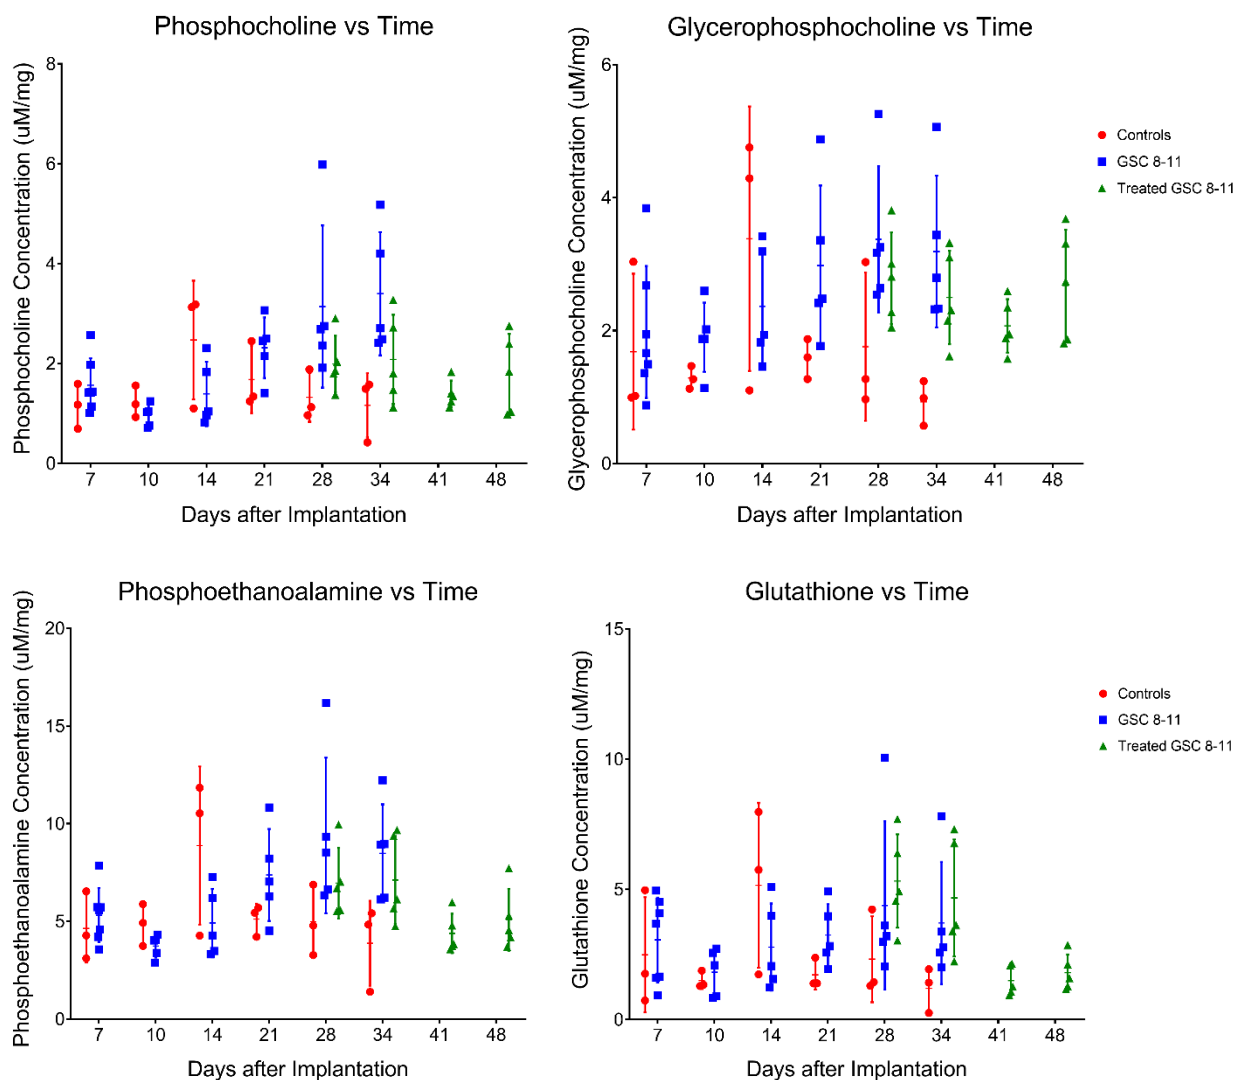 Phosphocholine vs Time
Phosphocholine Concentration (uM/mg)
8
6
4
2
0
7 10 14 21 28 34 41 48
Days after Implantation
Glycerophosphocholine vs Time
Glycerophosphocholine Concentration (uM/mg)
6
4
2
0
7 10 14 21 28 34 41 48
Days after Implantation
Controls
GSC 8-11
Treated GSC 8-11
Phosphoethanoalamine vs Time
Phosphoethanoalamine Concentration (uM/mg)
20
15
10
5
0
7 10 14 21 28 34 41 48
Days after Implantation
Glutathione vs Time
Glutathione Concentration (uM/mg)
15
10
5
0
7 10 14 21 28 34 41 48
Days after Implantation
Controls
GSC 8-11
Treated GSC 8-11